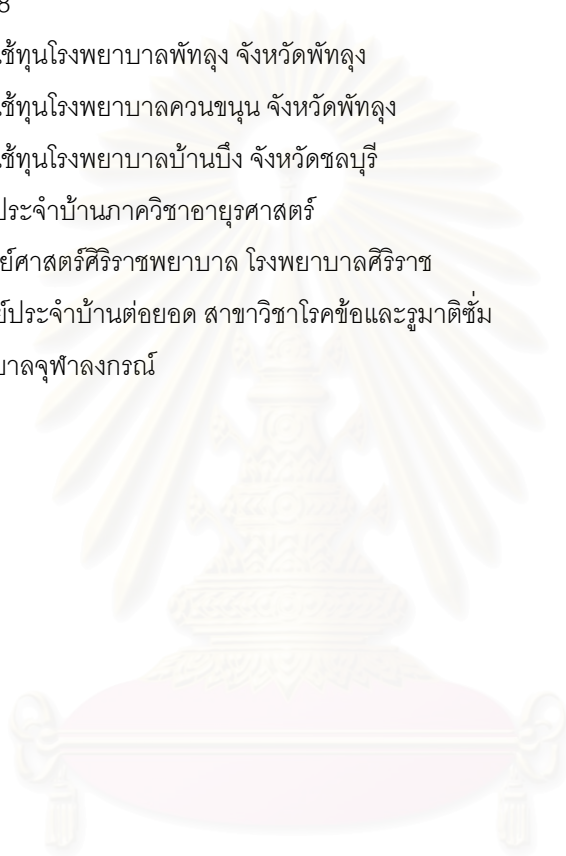 8
ช้ทุนโรงพยาบาลพัทลุง จังหวัดพัทลุง
ช้ทุนโรงพยาบาลควนขนุน จังหวัดพัทลุง
ช้ทุนโรงพยาบาลบ้านบึง จังหวัดชลบุรี
ประจำบ้านภาควิชาอายุรศาสตร์
ย์ศาสตร์ศิริราชพยาบาล โรงพยาบาลศิริราช
ย์ประจำบ้านต่อยอด สาขาวิชาโรคข้อและรูมาติซั่ม
บาลจุฬาลงกรณ์